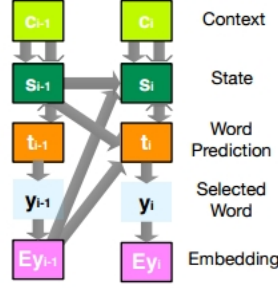 Ci-1 Ci Context
Si-1 Si State
ti-1 ti Word
Prediction
yi-1 yi Selected
Word
Eyi-1 Eyi Embedding